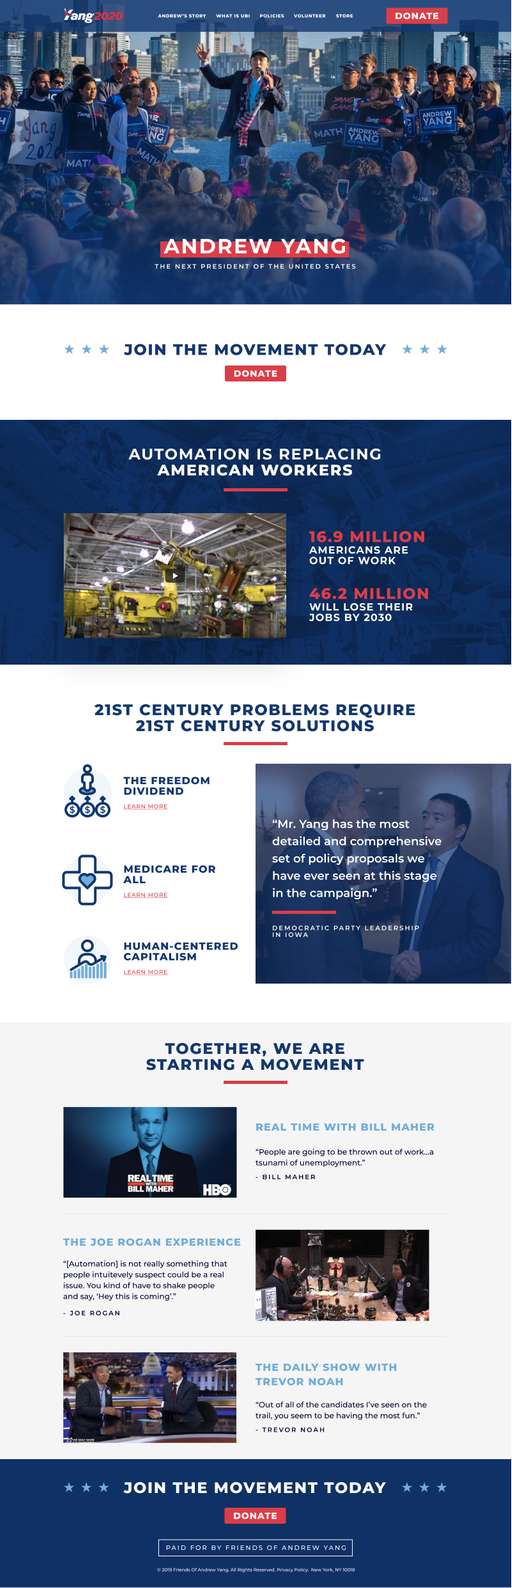 Yang2020
ANDREW'S STORY WHAT IS UBI POLICIES VOLUNTEER STORE
DONATE
Yang
202
MATH
MATH
ANDREW
YANG
ANDREW
YANG
ANDREW YANG
THE NEXT PRESIDENT OF THE UNITED STATES
JOIN THE MOVEMENT TODAY
DONATE
AUTOMATION IS REPLACING
AMERICAN WORKERS
16.9 MILLION
AMERICANS ARE
OUT OF WORK
46.2 MILLION
WILL LOSE THEIR
JOBS BY 2030
21ST CENTURY PROBLEMS REQUIRE
21ST CENTURY SOLUTIONS
THE FREEDOM
DIVIDEND
LEARN MORE
MEDICARE FOR
ALL
LEARN MORE
HUMAN-CENTERED
CAPITALISM
LEARN MORE
“Mr. Yang has the most
detailed and comprehensive
set of policy proposals we
have ever seen at this stage
in the campaign.”
DEMOCRATIC PARTY LEADERSHIP
IN IOWA
TOGETHER, WE ARE
STARTING A MOVEMENT
REALTIME
WITH
BILL MAHER
HBO
REAL TIME WITH BILL MAHER
“People are going to be thrown out of work...a
tsunami of unemployment.”
- BILL MAHER
THE JOE ROGAN EXPERIENCE
“[Automation] is not really something that
people intuitevely suspect could be a real
issue. You kind of have to shake people
and say, ‘Hey this is coming’.”
- JOE ROGAN
THE DAILY SHOW WITH
TREVOR NOAH
“Out of all of the candidates I’ve seen on the
trail, you seem to be having the most fun.”
- TREVOR NOAH
JOIN THE MOVEMENT TODAY
DONATE
PAID FOR BY FRIENDS OF ANDREW YANG
© 2019 Friends Of Andrew Yang. All Rights Reserved. Privacy Policy. New York, NY 10018